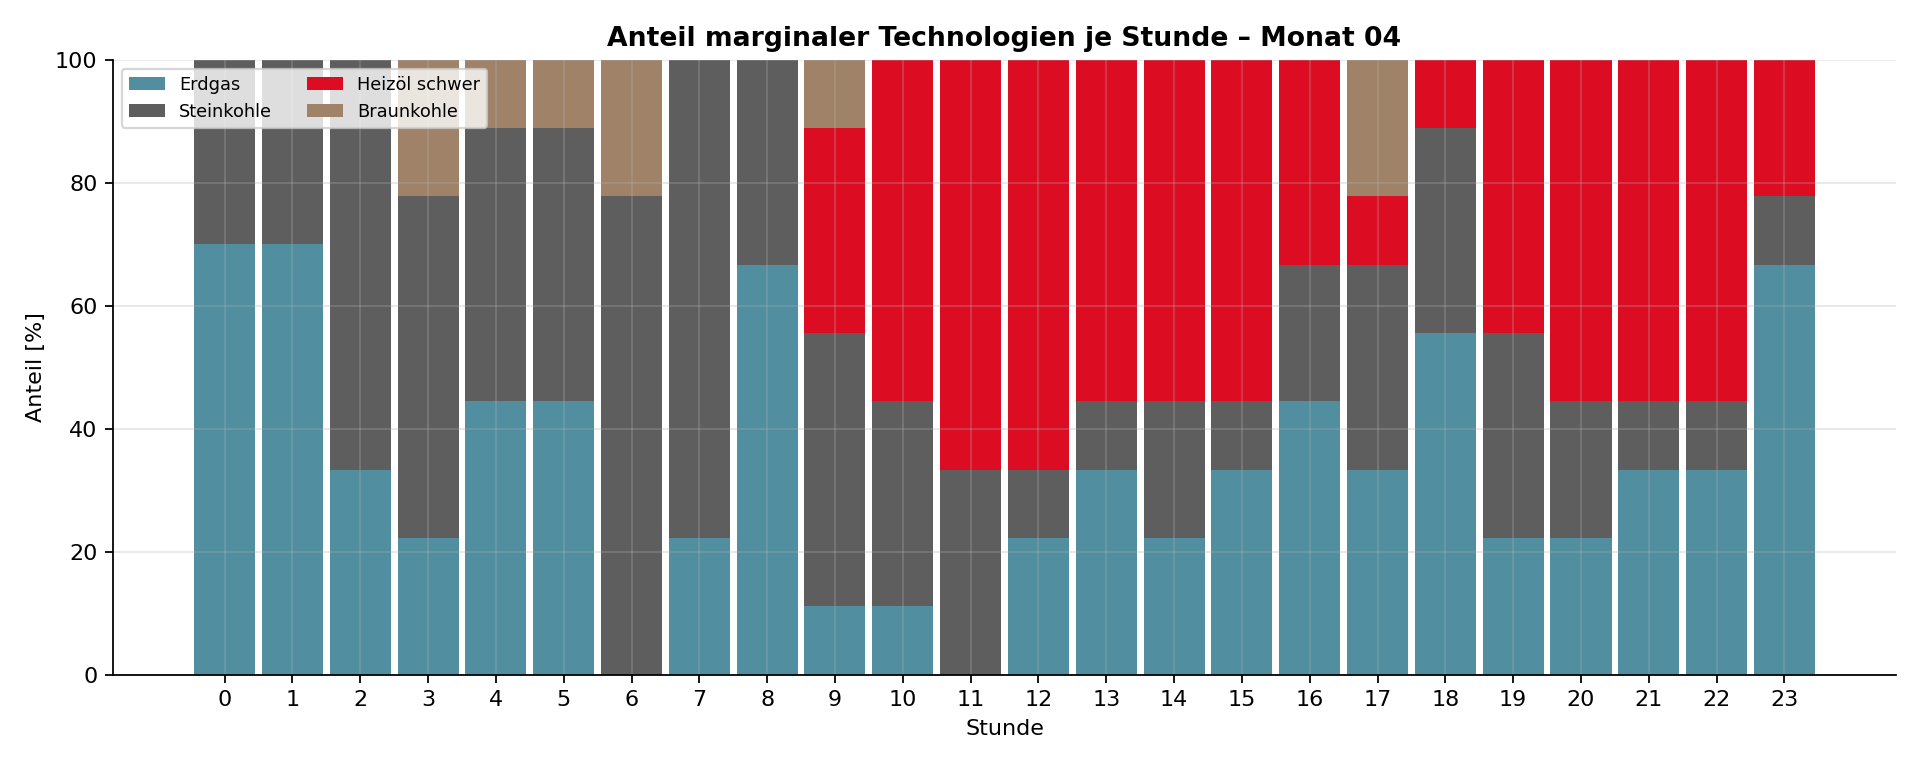 Anteil marginaler Technologien je Stunde – Monat 04
Erdgas
Steinkohle
Heizöl schwer
Braunkohle
Anteil [%]
100
80
60
40
20
0
0 1 2 3 4 5 6 7 8 9 10 11 12 13 14 15 16 17 18 19 20 21 22 23
Stunde